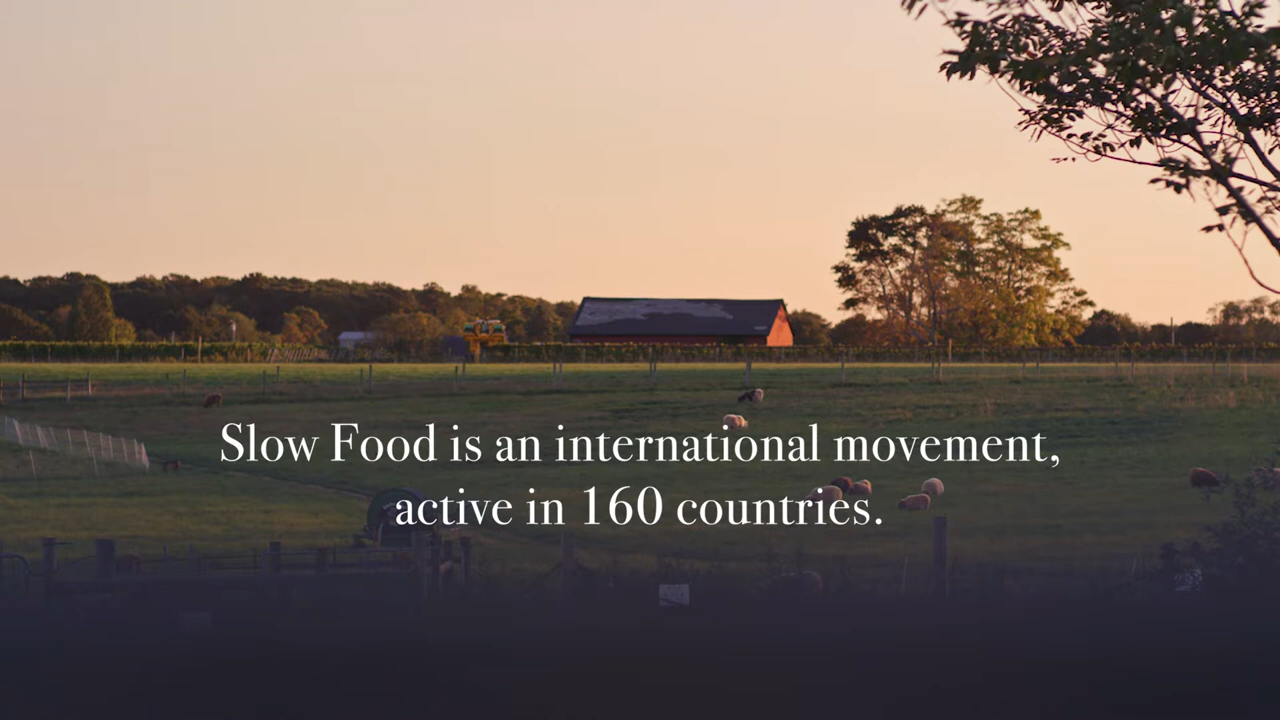 Slow Food is an international movement,
active in 160 countries.